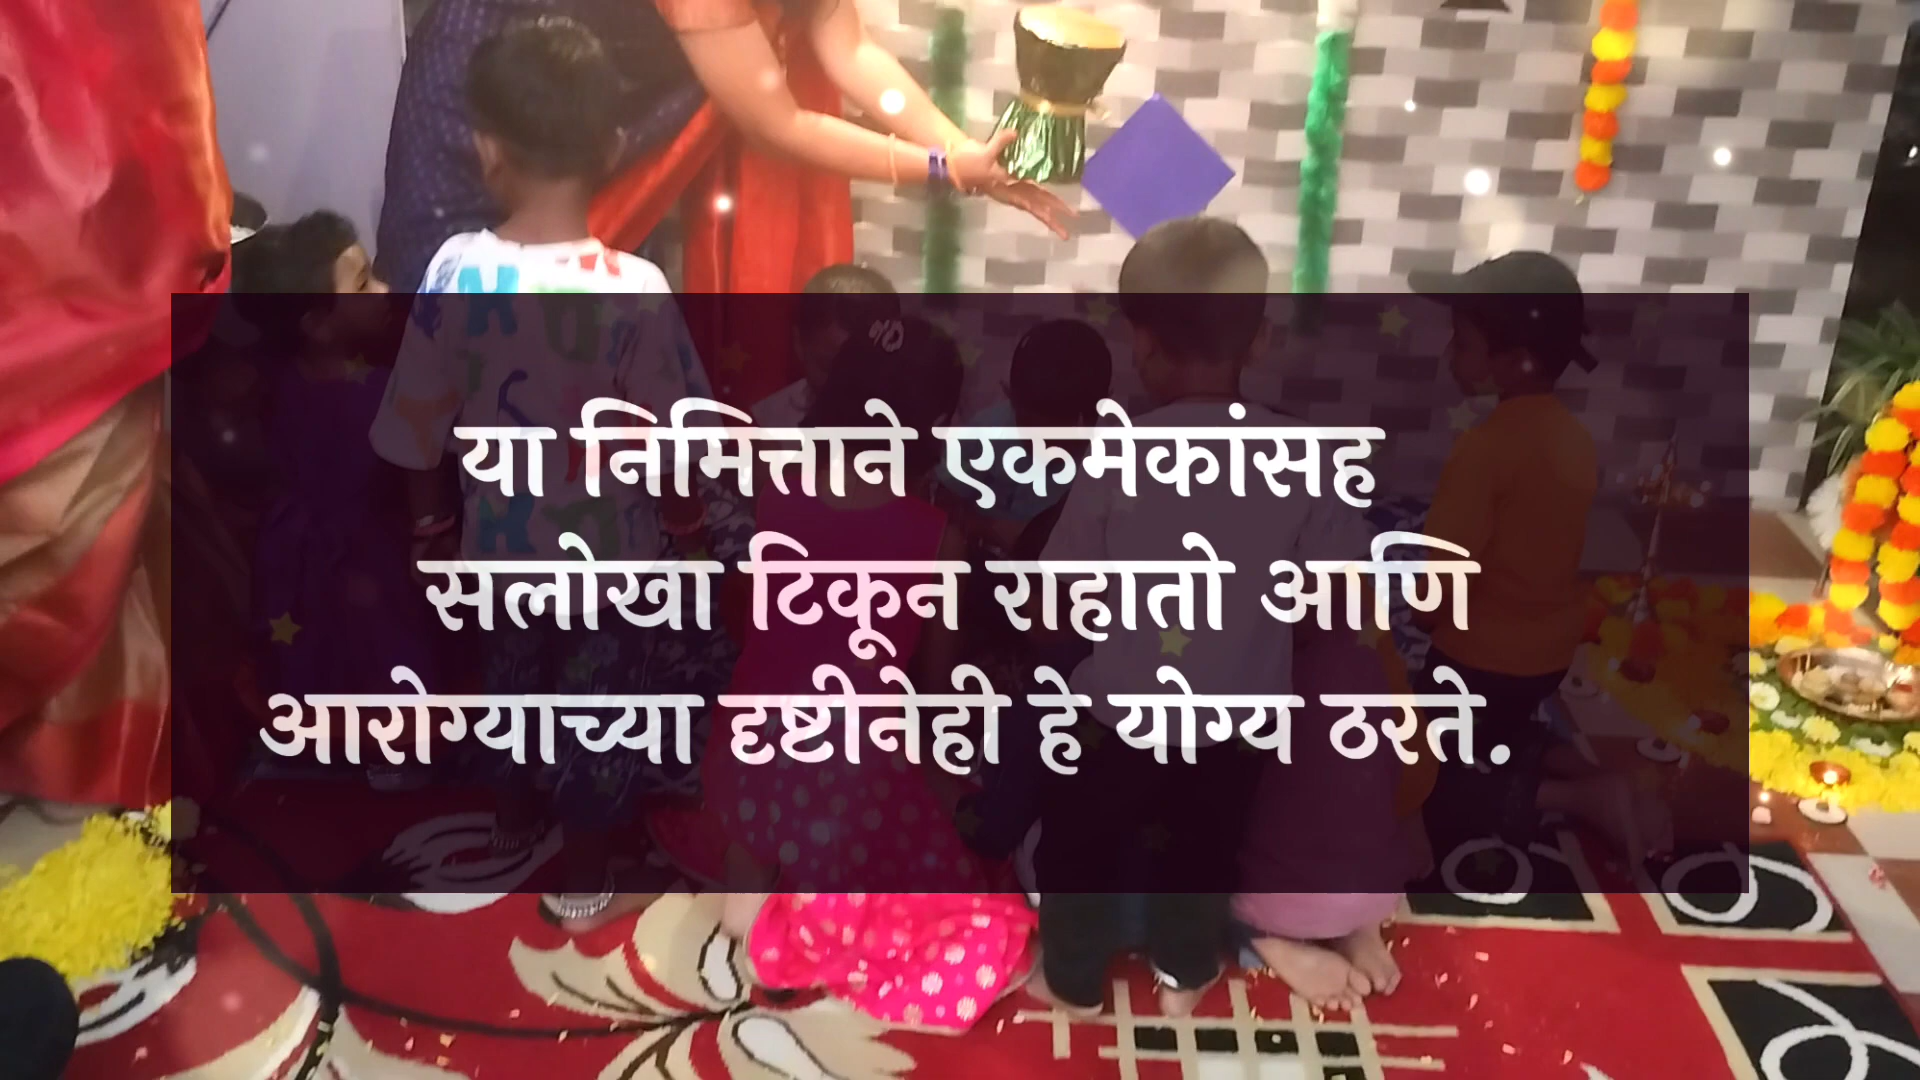 या निमित्ताने एकमेकांसह
सलोखा टिकून राहातो आणि
आरोग्याच्या दृष्टीनेही हे योग्य ठरते.